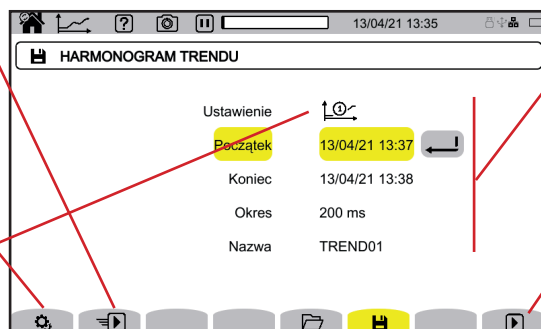 13/04/21 13:35
HARMONOGRAM TRENDU
Ustawienie 1
Początek 13/04/21 13:37
Koniec 13/04/21 13:38
Okres 200 ms
Nazwa TREND01